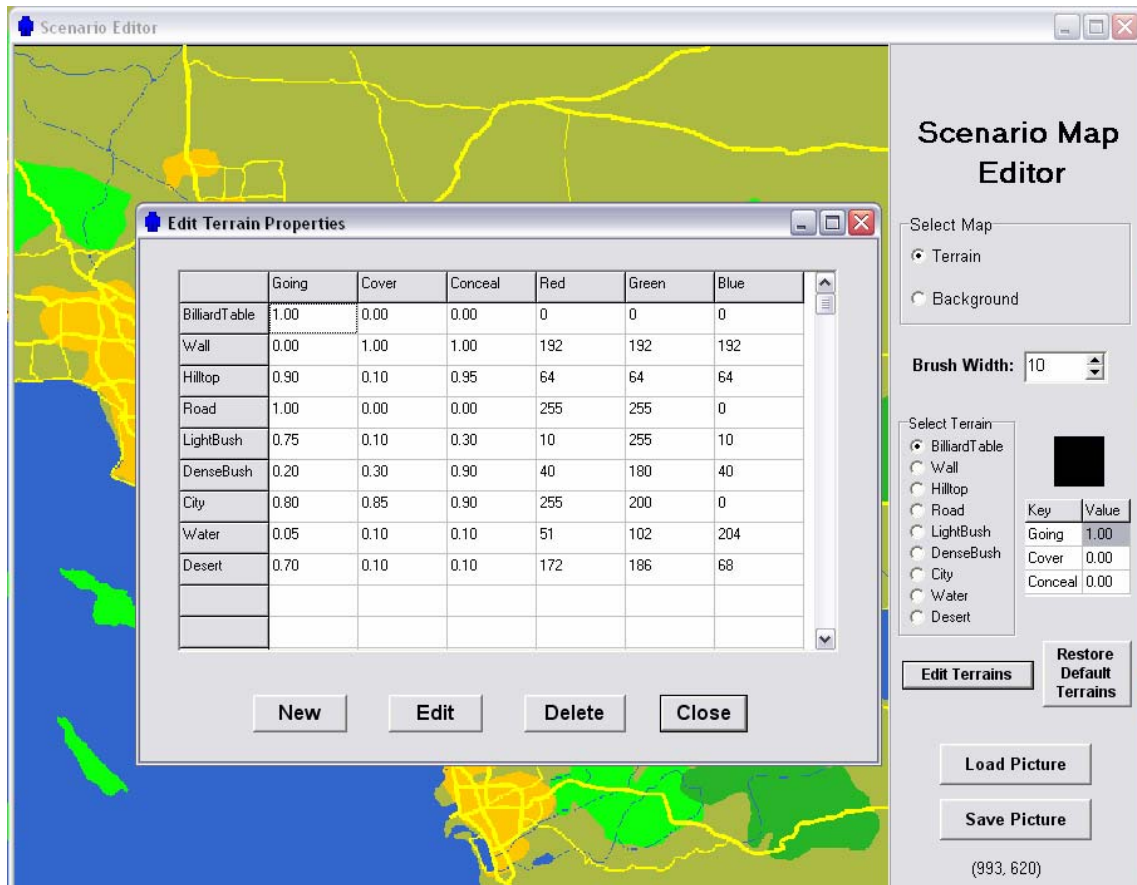 Scenario Editor
Scenario Map
Editor
Select Map
Terrain
Background
Brush Width: 10
Select Terrain
BilliardTable
Wall
Hilltop
Road
LightBush
DenseBush
City
Water
Desert
Key Value
Going 1.00
Cover 0.00
Conceal 0.00
Edit Terrains
Restore
Default
Terrains
Load Picture
Save Picture
(993, 620)
Edit Terrain Properties
Going Cover Conceal Red Green Blue
BilliardTable 1.00 0.00 0.00 0 0 0
Wall 0.00 1.00 1.00 192 192 192
Hilltop 0.90 0.10 0.95 64 64 64
Road 1.00 0.00 0.00 255 255 0
LightBush 0.75 0.10 0.30 10 255 10
DenseBush 0.20 0.30 0.90 40 180 40
City 0.80 0.85 0.90 255 200 0
Water 0.05 0.10 0.10 51 102 204
Desert 0.70 0.10 0.10 172 186 68
New Edit Delete Close